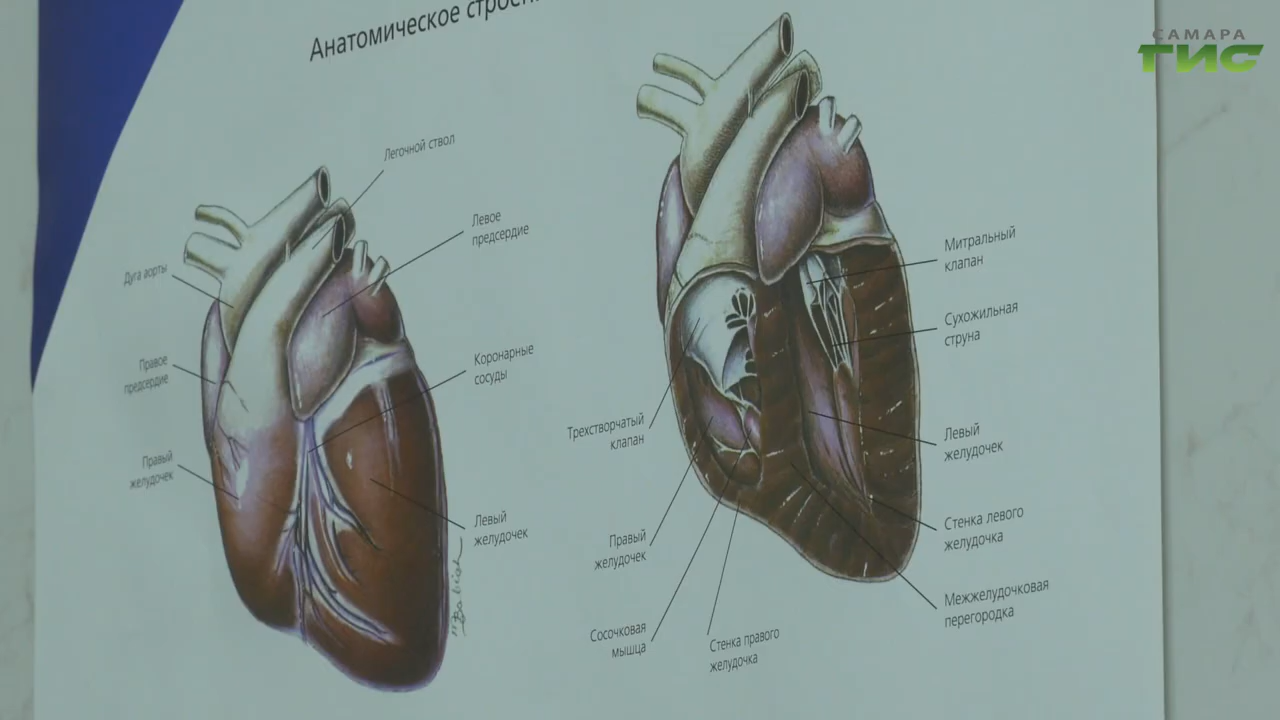 Анатомическое
САМАРА
ГИС
Легочной ствол
Левое
предсердие
Дуга аорты
Правое
предсердие
Коронарные
сосуды
Правый
желудочек
Левый
желудочек
Митральный
клапан
Сухожильная
струна
Трехстворчатый
клапан
Левый
желудочек
Правый
желудочек
Стенка левого
желудочка
Сосочковая
мышца
Стенка правого
желудочка
Межжелудочковая
перегородка